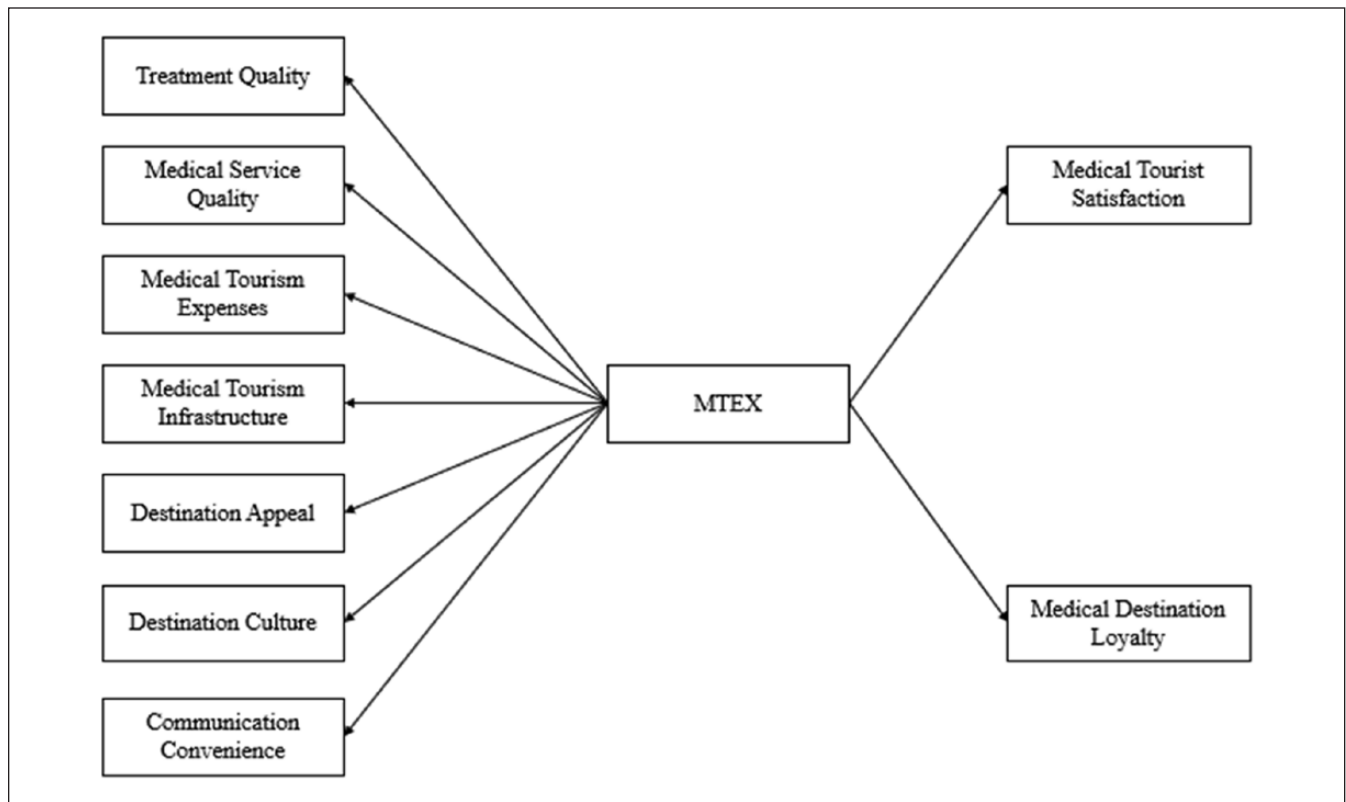 Treatment Quality
Medical Service
Quality
Medical Tourism
Expenses
Medical Tourism
Infrastructure
Destination Appeal
Destination Culture
Communication
Convenience
MTEX
Medical Tourist
Satisfaction
Medical Destination
Loyalty